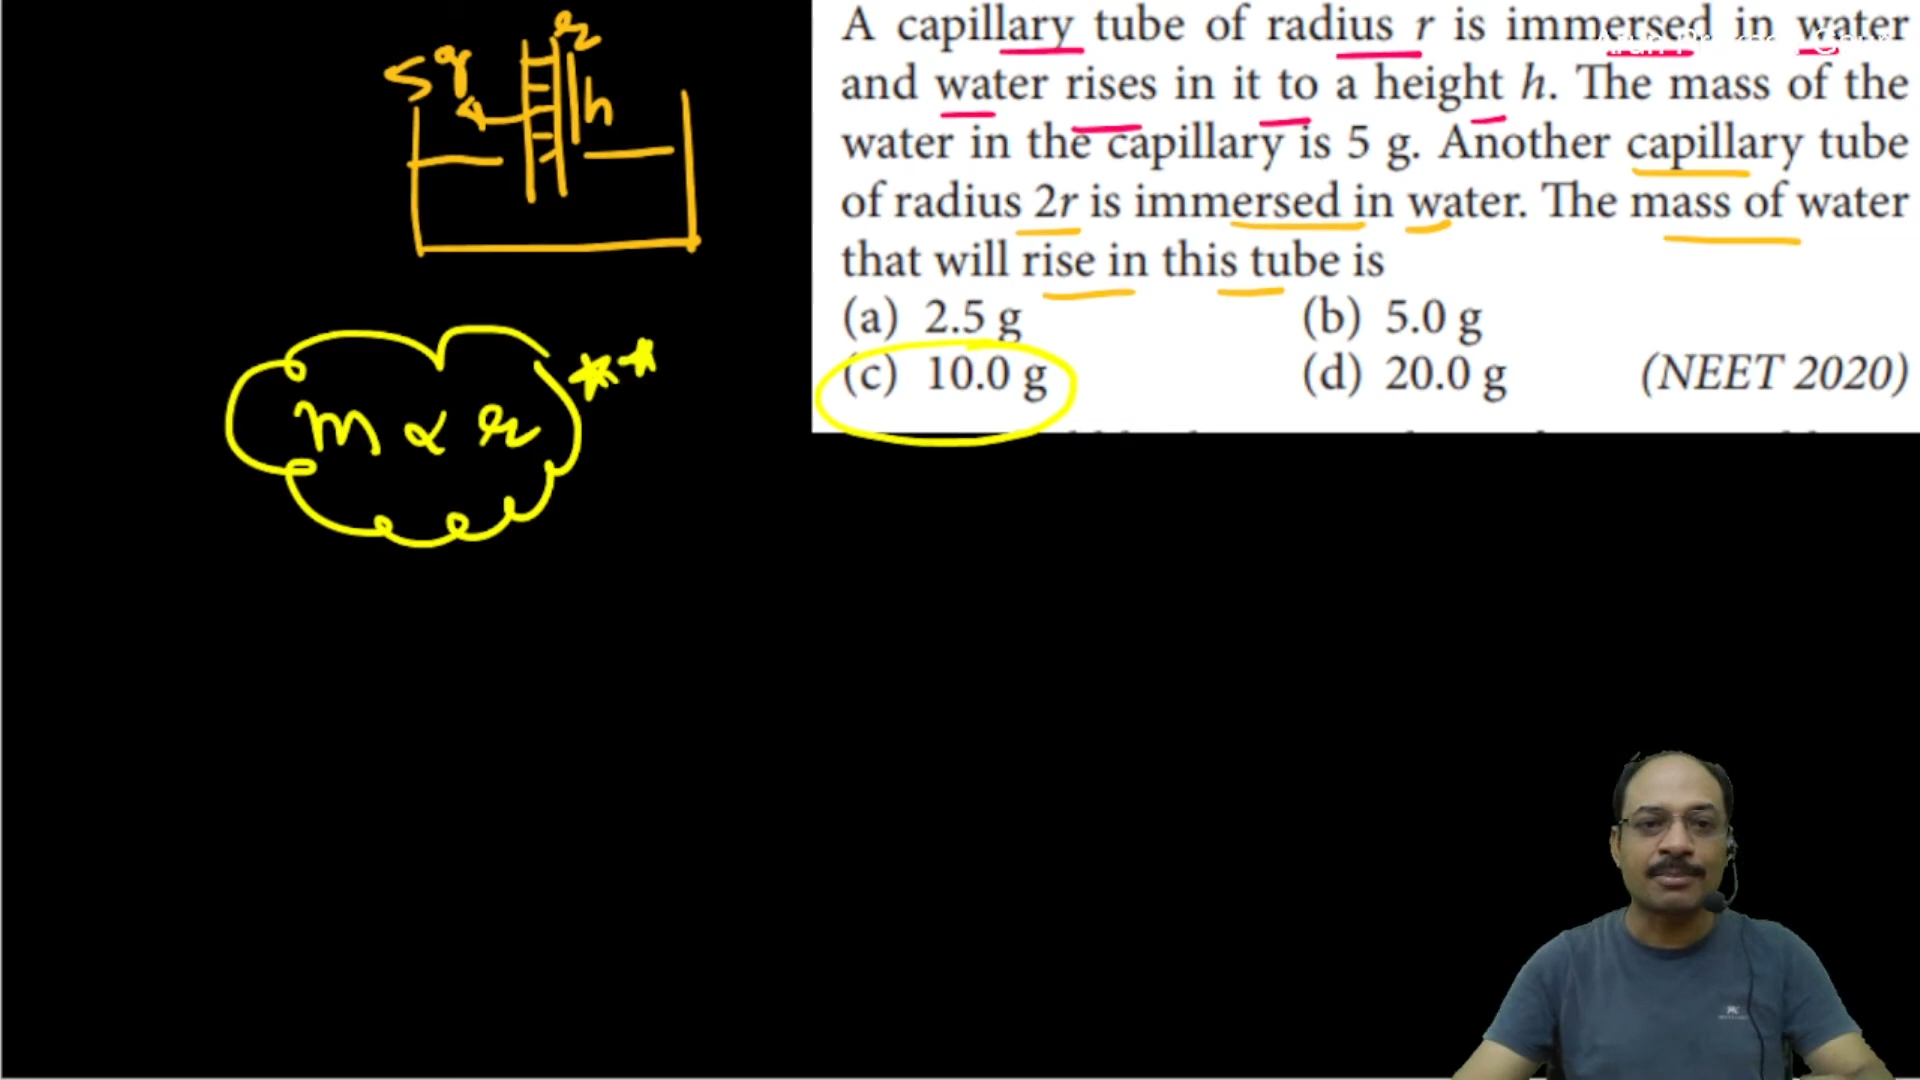 A capillary tube of radius r is immersed in water
and water rises in it to a height h. The mass of the
water in the capillary is 5 g. Another capillary tube
of radius 2r is immersed in water. The mass of water
that will rise in this tube is
(a) 2.5 g (b) 5.0 g
(c) 10.0 g (d) 20.0 g (NEET 2020)
5g
r
h
m ∝ r